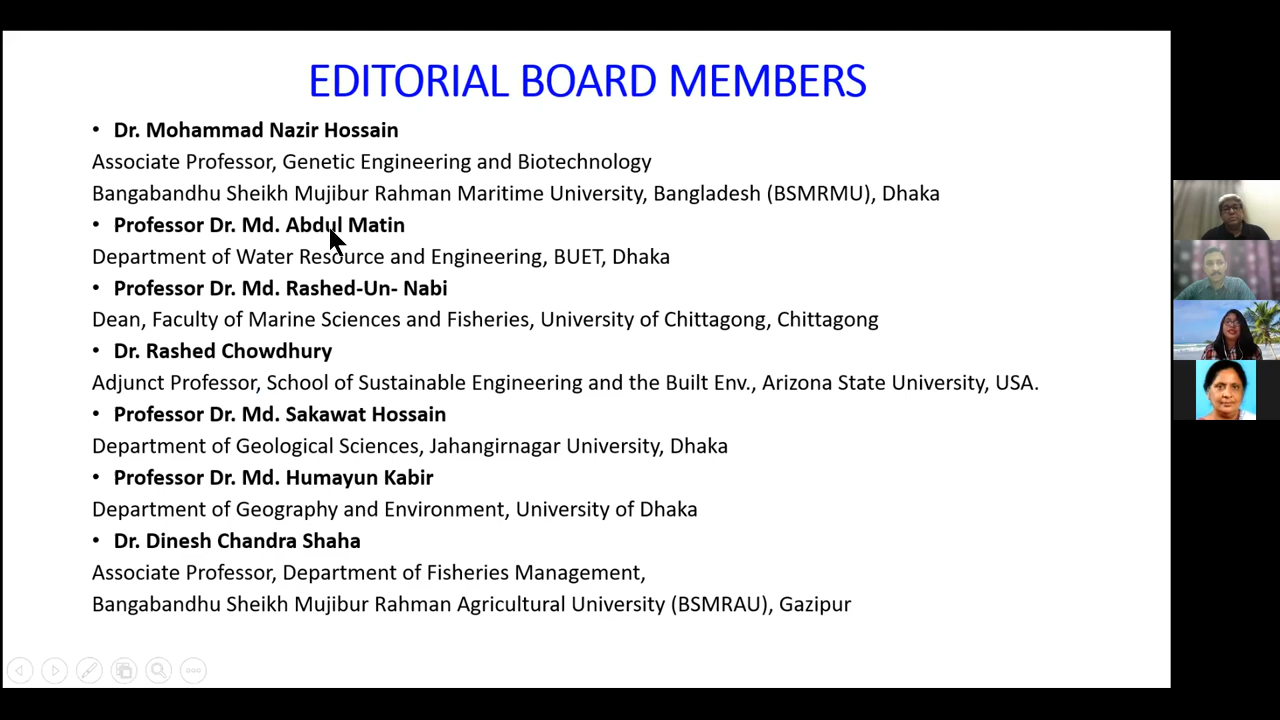 EDITORIAL BOARD MEMBERS
• Dr. Mohammad Nazir Hossain
Associate Professor, Genetic Engineering and Biotechnology
Bangabandhu Sheikh Mujibur Rahman Maritime University, Bangladesh (BSMRMU), Dhaka
• Professor Dr. Md. Abdul Matin
Department of Water Resource and Engineering, BUET, Dhaka
• Professor Dr. Md. Rashed-Un- Nabi
Dean, Faculty of Marine Sciences and Fisheries, University of Chittagong, Chittagong
• Dr. Rashed Chowdhury
Adjunct Professor, School of Sustainable Engineering and the Built Env., Arizona State University, USA.
• Professor Dr. Md. Sakawat Hossain
Department of Geological Sciences, Jahangirnagar University, Dhaka
• Professor Dr. Md. Humayun Kabir
Department of Geography and Environment, University of Dhaka
• Dr. Dinesh Chandra Shaha
Associate Professor, Department of Fisheries Management,
Bangabandhu Sheikh Mujibur Rahman Agricultural University (BSMRAU), Gazipur